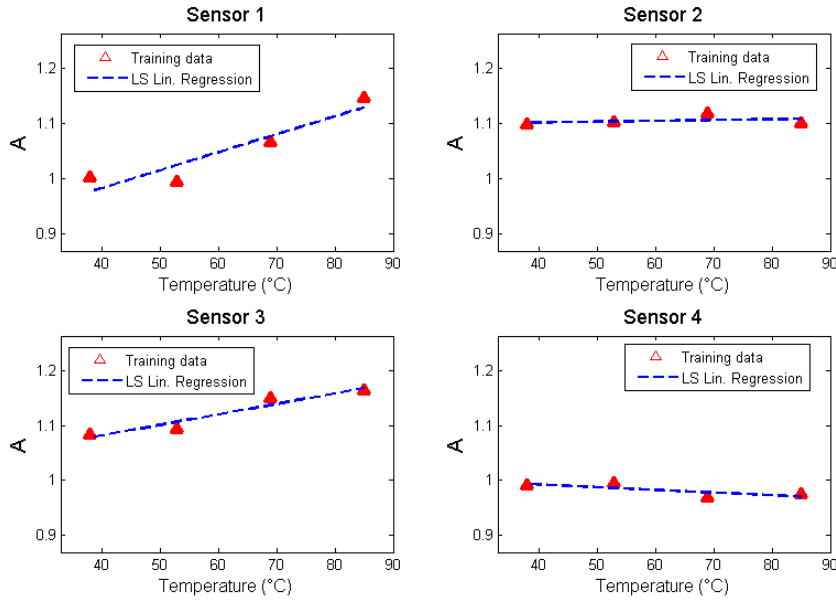 Sensor 1
Training data
LS Lin. Regression
1.2
1.1
1
0.9
A
40 50 60 70 80 90
Temperature (°C)
Sensor 2
Training data
LS Lin. Regression
1.2
1.1
1
0.9
A
40 50 60 70 80 90
Temperature (°C)
Sensor 3
Training data
LS Lin. Regression
1.2
1.1
1
0.9
A
40 50 60 70 80 90
Temperature (°C)
Sensor 4
Training data
LS Lin. Regression
1.2
1.1
1
0.9
A
40 50 60 70 80 90
Temperature (°C)